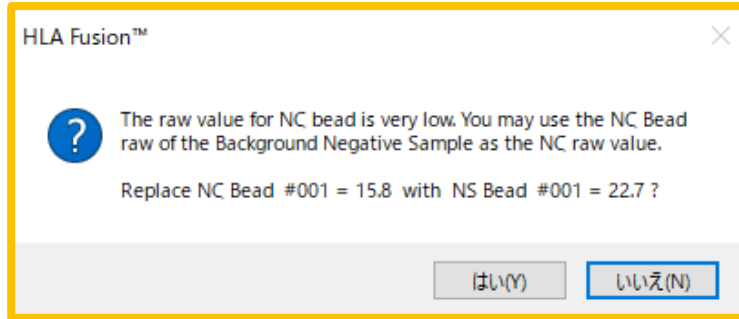 HLA Fusion™
The raw value for NC bead is very low. You may use the NC Bead
raw of the Background Negative Sample as the NC raw value.
Replace NC Bead #001 = 15.8 with NS Bead #001 = 22.7 ?
はい(Y)
いいえ(N)